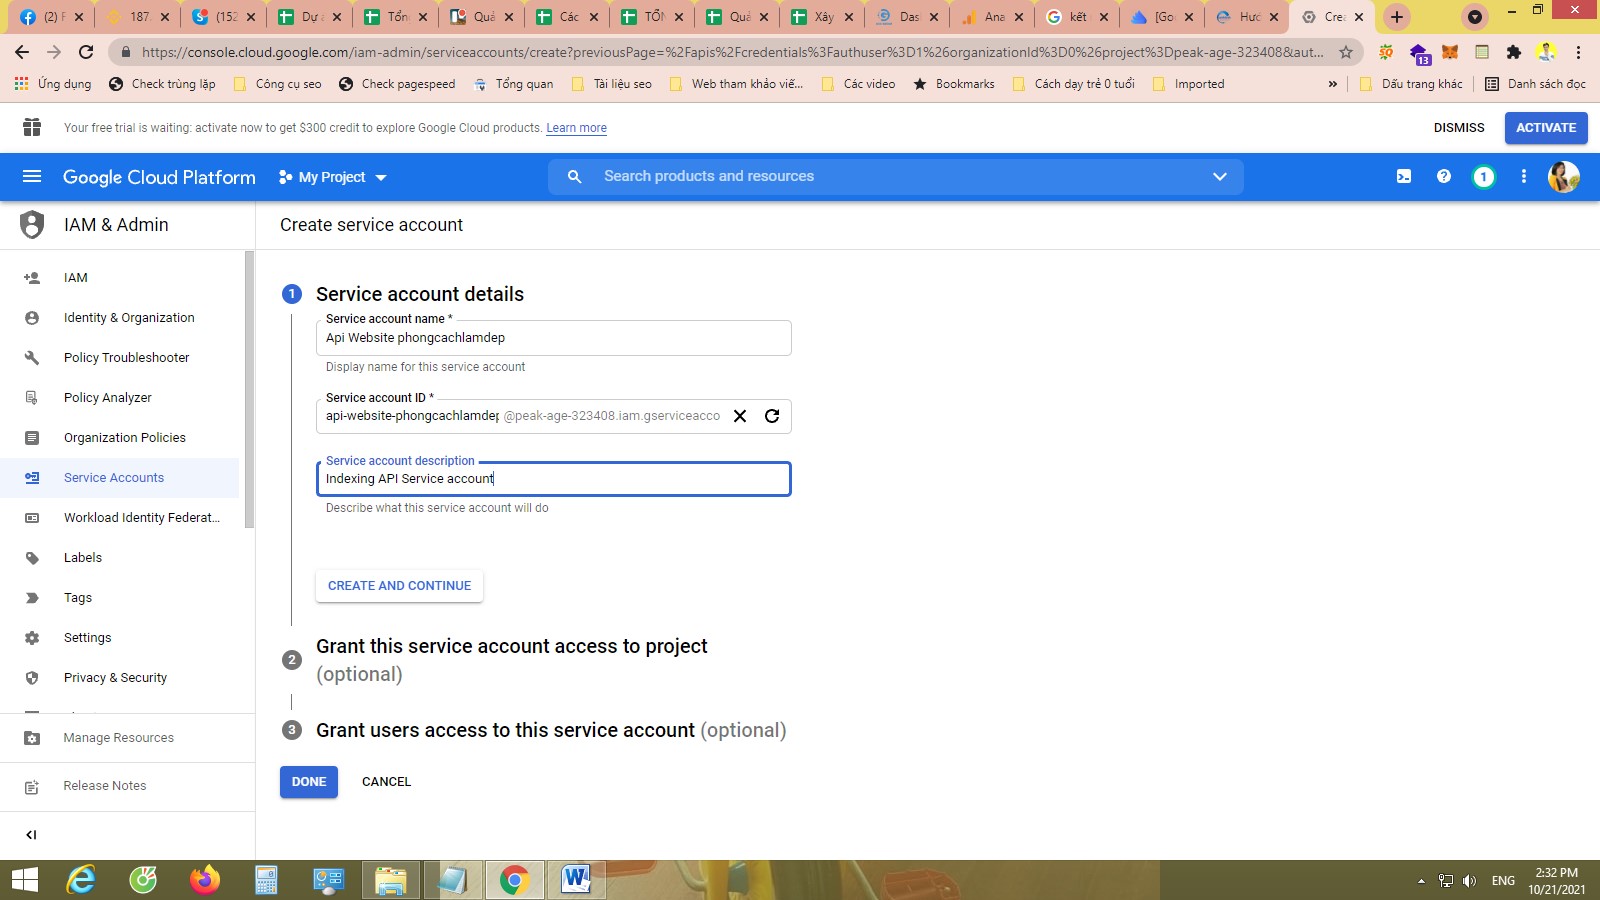 (2) F
187.
(152
Dự a
Tổn
Quả
Các
TỔN
Quả
Xây
Das
Ana
kết
[Go
Hướ
Crea
https://console.cloud.google.com/iam-admin/serviceaccounts/create?previousPage=%2Fapis%2Fcredentials%3Fauthuser%3D1%26organizationId%3D0%26project%3Dpeak-age-323408&aut...
13
Ứng dụng
Check trùng lặp
Công cụ seo
Check pagespeed
Tổng quan
Tài liệu seo
Web tham khảo viế...
Các video
Bookmarks
Cách dạy trẻ 0 tuổi
Imported
»
Dấu trang khác
Danh sách đọc
Your free trial is waiting: activate now to get $300 credit to explore Google Cloud products. Learn more
DISMISS
ACTIVATE
Google Cloud Platform
My Project
Search products and resources
1
IAM & Admin
Create service account
IAM
Identity & Organization
Policy Troubleshooter
Policy Analyzer
Organization Policies
Service Accounts
Workload Identity Federat...
Labels
Tags
Settings
Privacy & Security
Manage Resources
Release Notes
1 Service account details
Service account name *
Api Website phongcachlamdep
Display name for this service account
Service account ID *
api-website-phongcachlamdep @peak-age-323408.iam.gserviceacco
Service account description
Indexing API Service account
Describe what this service account will do
CREATE AND CONTINUE
2 Grant this service account access to project
(optional)
3 Grant users access to this service account (optional)
DONE
CANCEL
ENG
2:32 PM
10/21/2021